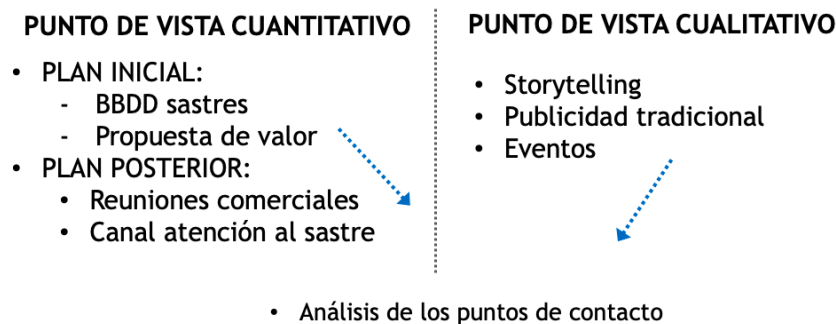 PUNTO DE VISTA CUANTITATIVO
• PLAN INICIAL:
- BBDD sastres
- Propuesta de valor
• PLAN POSTERIOR:
• Reuniones comerciales
• Canal atención al sastre
PUNTO DE VISTA CUALITATIVO
• Storytelling
• Publicidad tradicional
• Eventos
• Análisis de los puntos de contacto